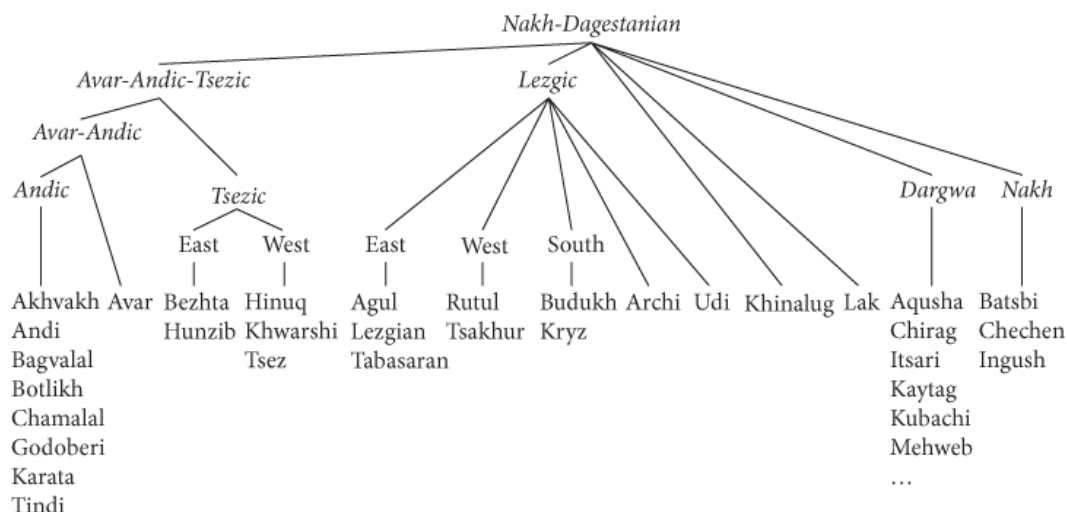 Nakh-Dagestanian
Avar-Andic-Tsezic Lezgic
Avar-Andic
Andic Tsezic Dargwa Nakh
East West East West South
Akhvakh Avar Bezhta Hinuq Agul Rutul Budukh Archi Udi Khinalug Lak Aqusha Batsbi
Andi Hunzib Khwarshi Lezgian Tsakhur Kryz Chirag Chechen
Bagvalal Tsez Tabasaran Itsari Ingush
Botlikh Kaytag
Chamalal Kubachi
Godoberi Mehweb
Karata …
Tindi